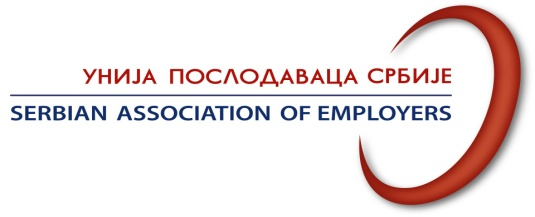 УНИЈА ПОСЛОДАВАЦА СРБИЈЕ
SERBIAN ASSOCIATION OF EMPLOYERS